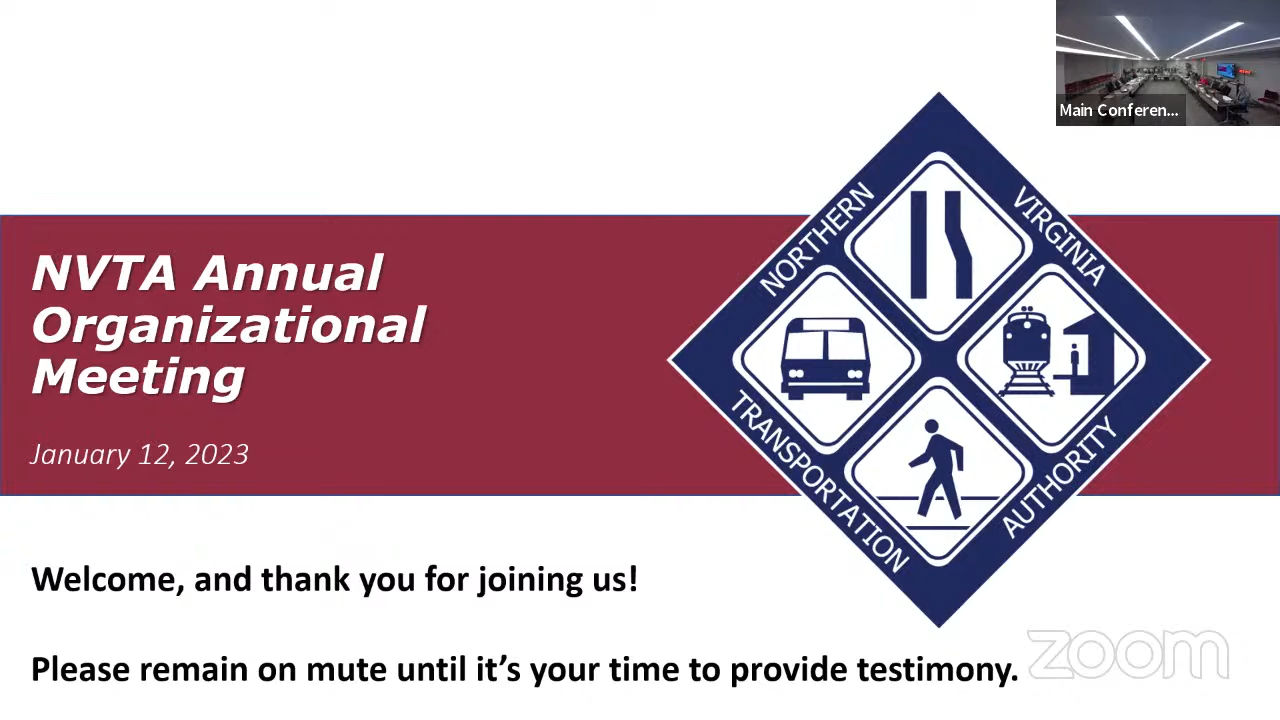 Main Conferen...
NVTA Annual
Organizational
Meeting
January 12, 2023
NORTHERN
VIRGINIA
TRANSPORTATION
AUTHORITY
Welcome, and thank you for joining us!
Please remain on mute until it’s your time to provide testimony.
zoom